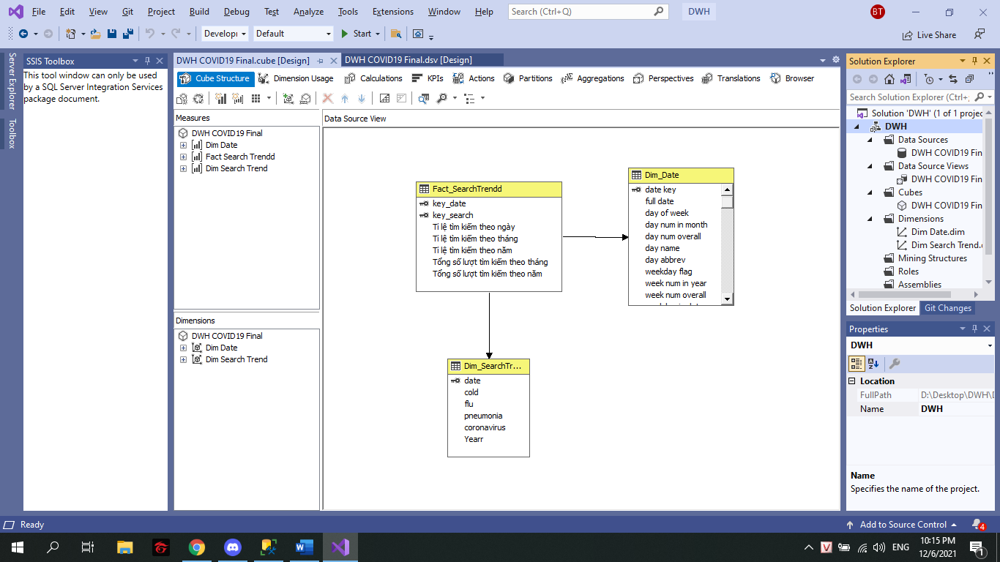 File Edit View Git Project Build Debug Test Analyze Tools Extensions Window Help Search (Ctrl+Q) DWH BT
Developı Default Start Live Share
Server Explorer
Toolbox
SSIS Toolbox
This tool window can only be used
by a SQL Server Integration Services
package document.
DWH COVID19 Final.cube [Design] DWH COVID19 Final.dsv [Design]
Cube Structure Dimension Usage Calculations KPIs Actions Partitions Aggregations Perspectives Translations Browser
Measures
DWH COVID19 Final
Dim Date
Fact Search Trendd
Dim Search Trend
Dimensions
DWH COVID19 Final
Dim Date
Dim Search Trend
Data Source View
Fact_SearchTrendd
key_date
key_search
Tỉ lệ tìm kiếm theo ngày
Tỉ lệ tìm kiếm theo tháng
Tỉ lệ tìm kiếm theo năm
Tổng số lượt tìm kiếm theo tháng
Tổng số lượt tìm kiếm theo năm
Dim_Date
date key
full date
day of week
day num in month
day num overall
day name
day abbrev
weekday flag
week num in year
week num overall
Dim_SearchTr...
date
cold
flu
pneumonia
coronavirus
Yearr
Solution Explorer
Search Solution Explorer (Ctrl+;
Solution 'DWH' (1 of 1 projec
DWH
Data Sources
DWH COVID19 Fin
Data Source Views
DWH COVID19 Fin
Cubes
DWH COVID19 Fin
Dimensions
Dim Date.dim
Dim Search Trend.
Mining Structures
Roles
Assemblies
Solution Explorer Git Changes
Properties
DWH
Location
FullPath D:\Desktop\DWH\
Name DWH
Name
Specifies the name of the project.
Ready Add to Source Control 4
ENG 10:15 PM
12/6/2021 1